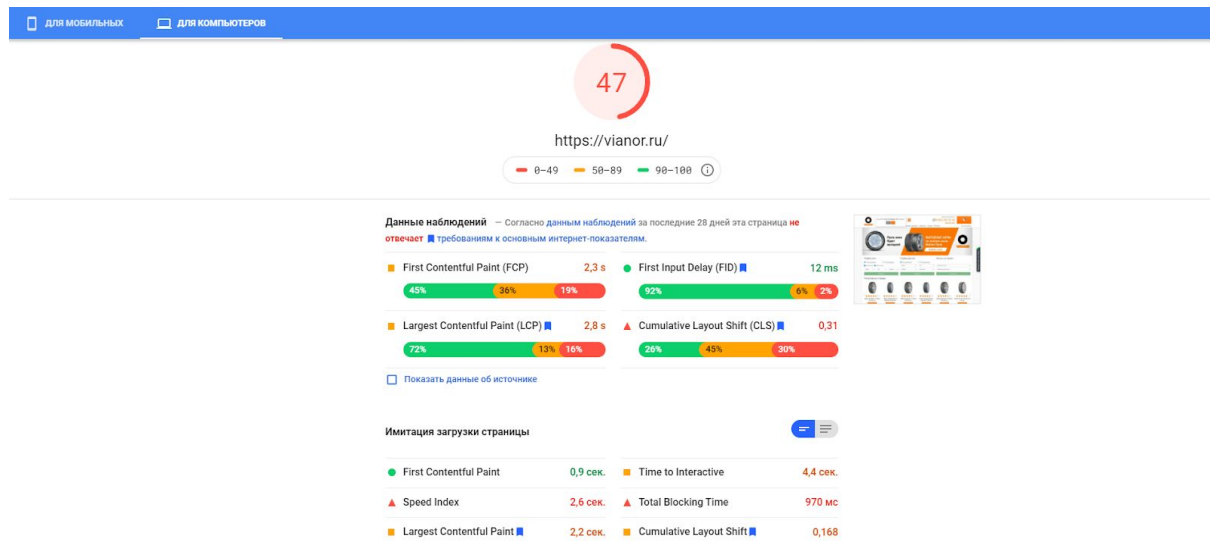 ДЛЯ МОБИЛЬНЫХ ДЛЯ КОМПЬЮТЕРОВ
47
https://vianor.ru/
0–49 50–89 90–100
Данные наблюдений — Согласно данным наблюдений за последние 28 дней эта страница не
отвечает требованиям к основным интернет-показателям.
First Contentful Paint (FCP) 2,3 s First Input Delay (FID) 12 ms
45% 36% 19% 92% 6% 2%
Largest Contentful Paint (LCP) 2,8 s Cumulative Layout Shift (CLS) 0,31
72% 13% 16% 26% 45% 30%
Показать данные об источнике
Имитация загрузки страницы
First Contentful Paint 0,9 сек. Time to Interactive 4,4 сек.
Speed Index 2,6 сек. Total Blocking Time 970 мс
Largest Contentful Paint 2,2 сек. Cumulative Layout Shift 0,168